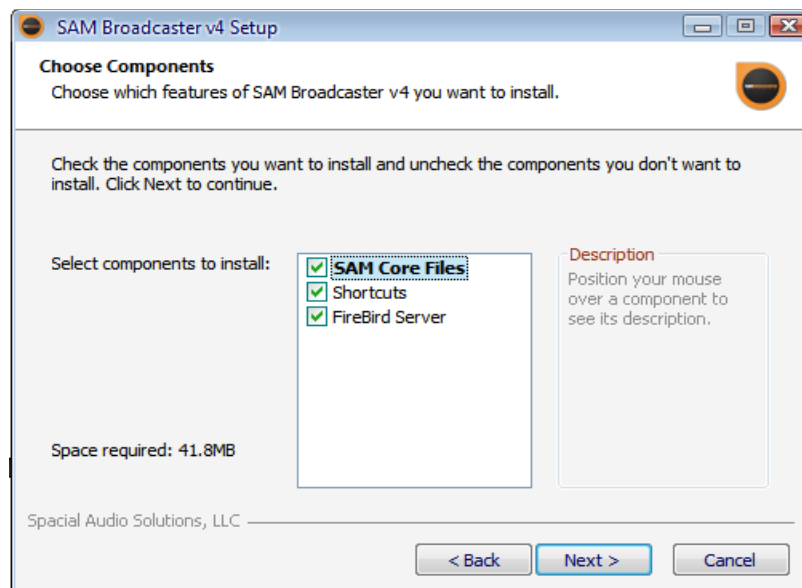 SAM Broadcaster v4 Setup
Choose Components
Choose which features of SAM Broadcaster v4 you want to install.
Check the components you want to install and uncheck the components you don't want to
install. Click Next to continue.
Select components to install:
SAM Core Files
Shortcuts
FireBird Server
Description
Position your mouse
over a component to
see its description.
Space required: 41.8MB
Spacial Audio Solutions, LLC
< Back
Next >
Cancel